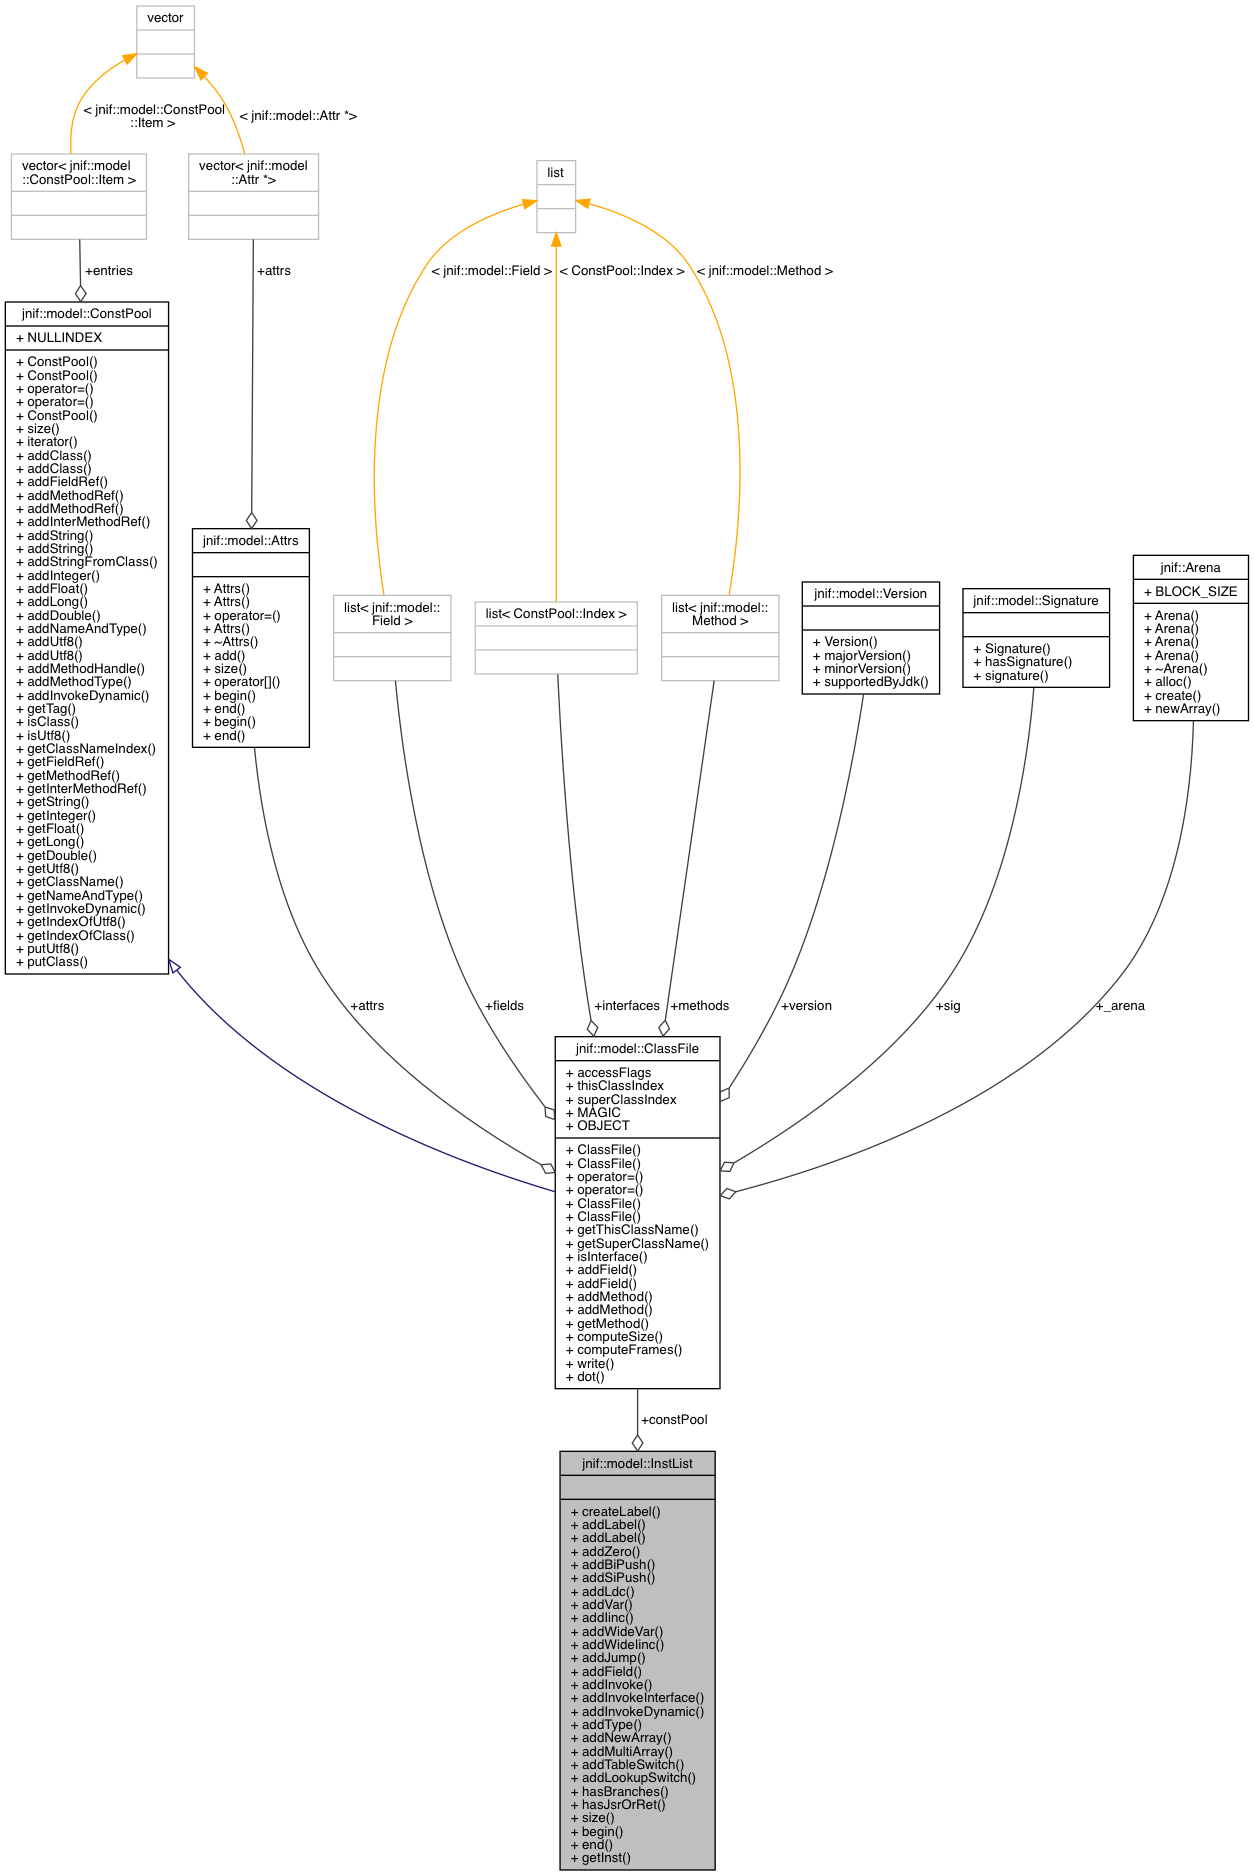 vector
< jnif::model::ConstPool
::Item >
< jnif::model::Attr *>
vector< jnif::model
::ConstPool::Item >
vector< jnif::model
::Attr *>
list
+entries
+attrs
< jnif::model::Field >
< ConstPool::Index >
< jnif::model::Method >
jnif::model::ConstPool
+ NULLINDEX
+ ConstPool()
+ ConstPool()
+ operator=()
+ operator=()
+ ConstPool()
+ size()
+ iterator()
+ addClass()
+ addClass()
+ addFieldRef()
+ addMethodRef()
+ addMethodRef()
+ addInterMethodRef()
+ addString()
+ addString()
+ addStringFromClass()
+ addInteger()
+ addFloat()
+ addLong()
+ addDouble()
+ addNameAndType()
+ addUtf8()
+ addUtf8()
+ addMethodHandle()
+ addMethodType()
+ addInvokeDynamic()
+ getTag()
+ isClass()
+ isUtf8()
+ getClassNameIndex()
+ getFieldRef()
+ getMethodRef()
+ getInterMethodRef()
+ getString()
+ getInteger()
+ getFloat()
+ getLong()
+ getDouble()
+ getUtf8()
+ getClassName()
+ getNameAndType()
+ getInvokeDynamic()
+ getIndexOfUtf8()
+ getIndexOfClass()
+ putUtf8()
+ putClass()
jnif::model::Attrs
+ Attrs()
+ Attrs()
+ operator=()
+ Attrs()
+ ~Attrs()
+ add()
+ size()
+ operator[]()
+ begin()
+ end()
+ begin()
+ end()
list< jnif::model::
Field >
list< ConstPool::Index >
list< jnif::model::
Method >
jnif::model::Version
+ Version()
+ majorVersion()
+ minorVersion()
+ supportedByJdk()
jnif::model::Signature
+ Signature()
+ hasSignature()
+ signature()
jnif::Arena
+ BLOCK_SIZE
+ Arena()
+ Arena()
+ Arena()
+ Arena()
+ ~Arena()
+ alloc()
+ create()
+ newArray()
+attrs
+fields
+interfaces
+methods
+version
+sig
+_arena
jnif::model::ClassFile
+ accessFlags
+ thisClassIndex
+ superClassIndex
+ MAGIC
+ OBJECT
+ ClassFile()
+ ClassFile()
+ operator=()
+ operator=()
+ ClassFile()
+ ClassFile()
+ getThisClassName()
+ getSuperClassName()
+ isInterface()
+ addField()
+ addField()
+ addMethod()
+ addMethod()
+ getMethod()
+ computeSize()
+ computeFrames()
+ write()
+ dot()
+constPool
jnif::model::InstList
+ createLabel()
+ addLabel()
+ addLabel()
+ addZero()
+ addBiPush()
+ addSiPush()
+ addLdc()
+ addVar()
+ addIinc()
+ addWideVar()
+ addWideIinc()
+ addJump()
+ addField()
+ addInvoke()
+ addInvokeInterface()
+ addInvokeDynamic()
+ addType()
+ addNewArray()
+ addMultiArray()
+ addTableSwitch()
+ addLookupSwitch()
+ hasBranches()
+ hasJsrOrRet()
+ size()
+ begin()
+ end()
+ getInst()